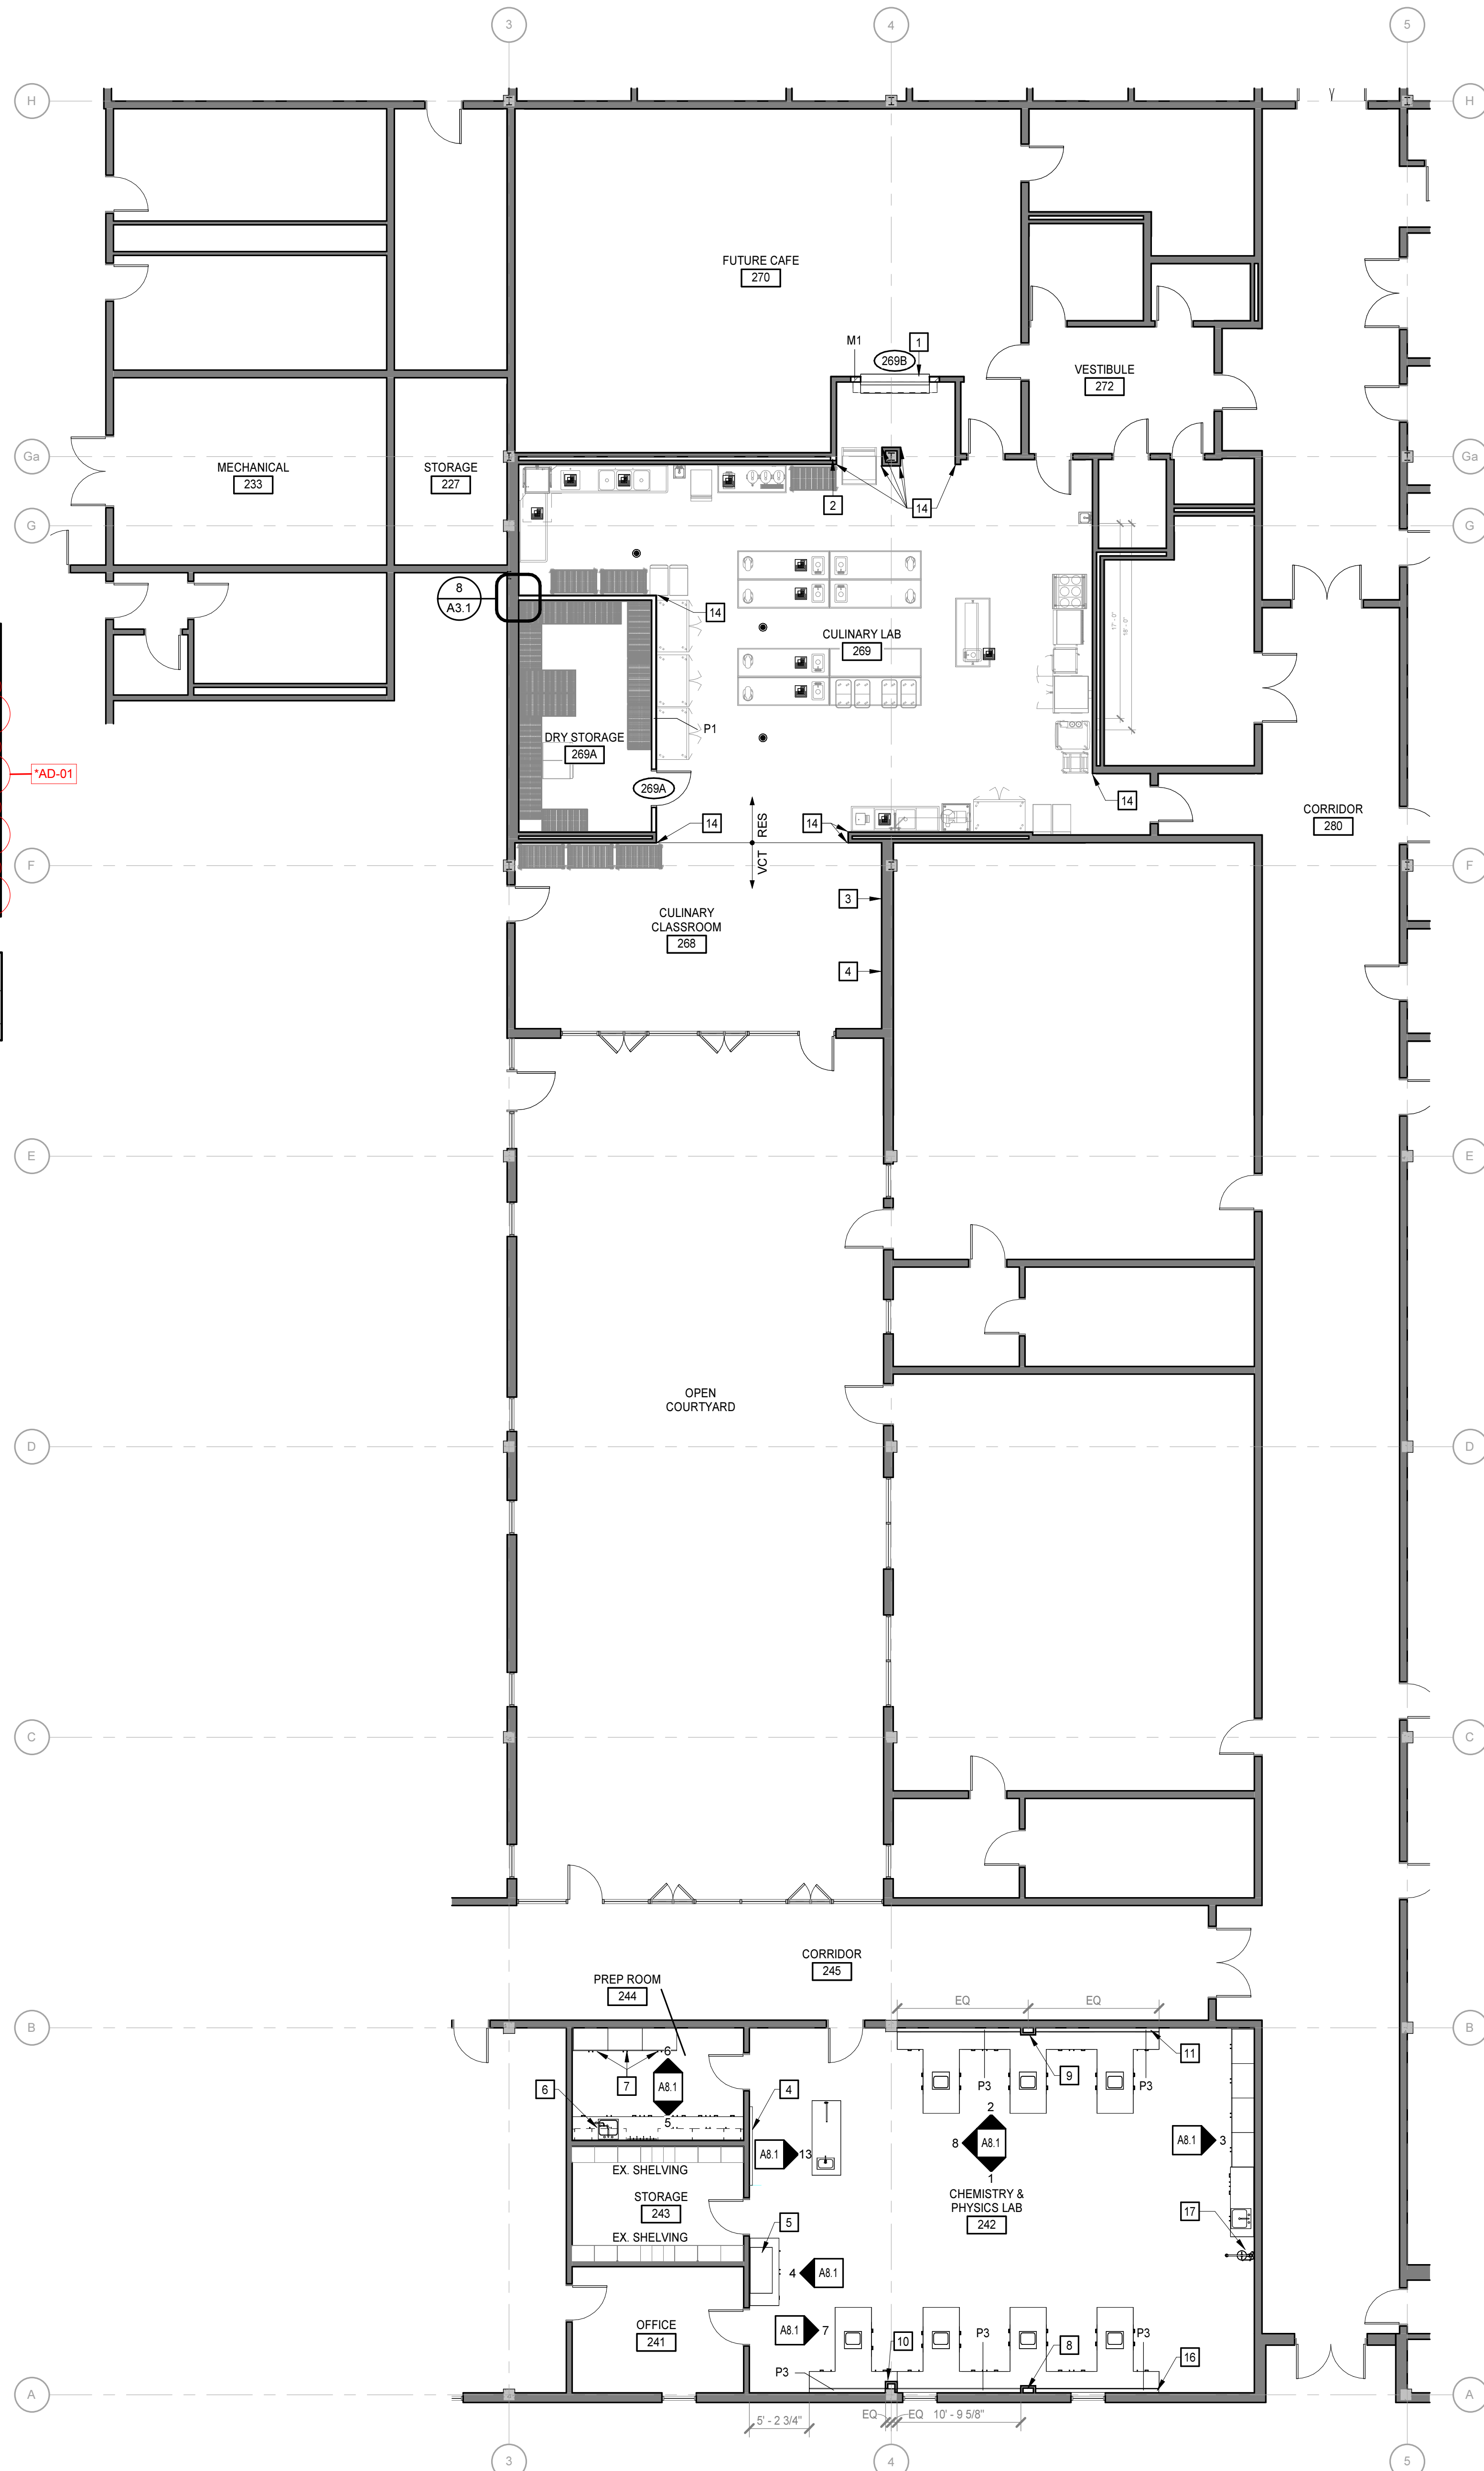 3
4
5
H
H
FUTURE CAFE
270
M1
1
269B
VESTIBULE
272
Ga
MECHANICAL
233
STORAGE
227
Ga
2
14
G
G
8
A3.1
14
17' - 0"
CULINARY LAB
269
P1
DRY STORAGE
269A
*AD-01
269A
14
CORRIDOR
280
14
RES
14
VCT
F
F
3
CULINARY
CLASSROOM
268
4
E
E
OPEN
COURTYARD
D
D
C
C
CORRIDOR
245
PREP ROOM
244
EQ
EQ
B
B
11
9
6
7
6
A8.1
5
4
P3
P3
2
8
A8.1
1
A8.1
3
A8.1
13
EX. SHELVING
STORAGE
243
EX. SHELVING
CHEMISTRY &
PHYSICS LAB
242
5
17
4
A8.1
OFFICE
241
A8.1
7
10
P3
8
P3
16
P3
A
A
5' - 2 3/4"
EQ
EQ
10' - 9 5/8"
3
4
5